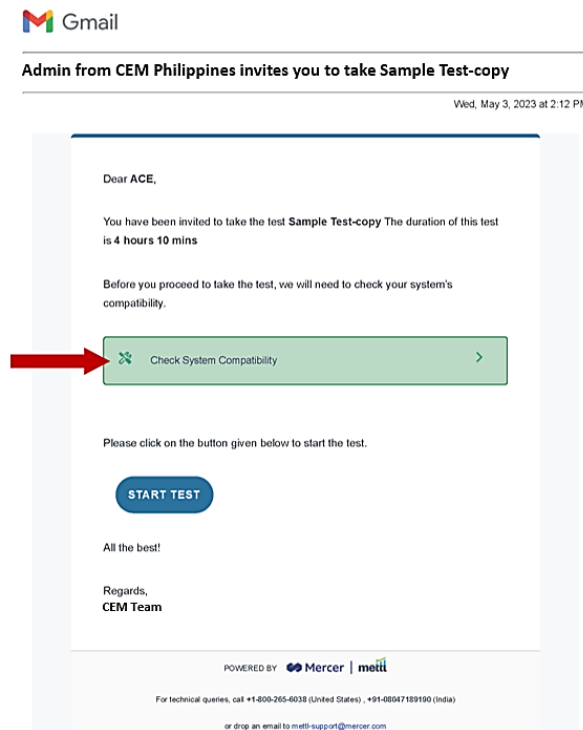 Gmail
Admin from CEM Philippines invites you to take Sample Test-copy
Wed, May 3, 2023 at 2:12 PM
Dear ACE,
You have been invited to take the test Sample Test-copy The duration of this test
is 4 hours 10 mins
Before you proceed to take the test, we will need to check your system's
compatibility.
Check System Compatibility
Please click on the button given below to start the test.
START TEST
All the best!
Regards,
CEM Team
POWERED BY Mercer | mettl
For technical queries, call +1-800-265-6038 (United States) , +91-08047189190 (India)
or drop an email to mettl-support@mercer.com